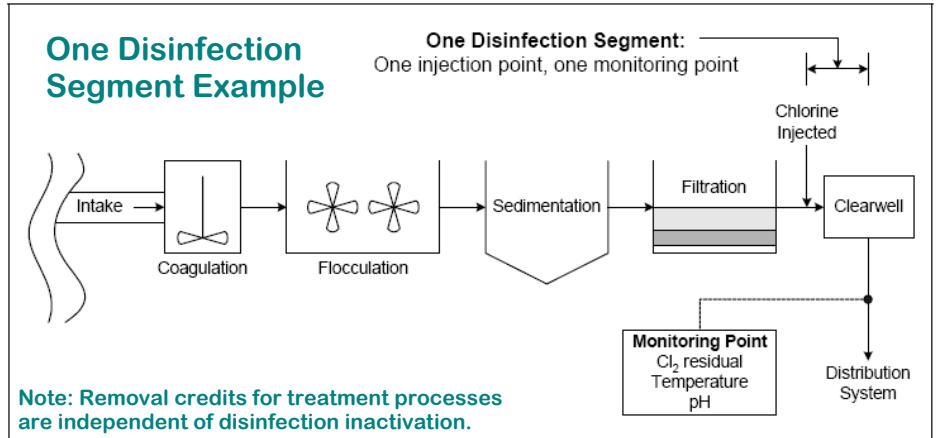 One Disinfection
Segment Example
One Disinfection Segment:
One injection point, one monitoring point
Chlorine
Injected
Intake
Coagulation
Flocculation
Sedimentation
Filtration
Clearwell
Monitoring Point
Cl₂ residual
Temperature
pH
Distribution
System
Note: Removal credits for treatment processes
are independent of disinfection inactivation.